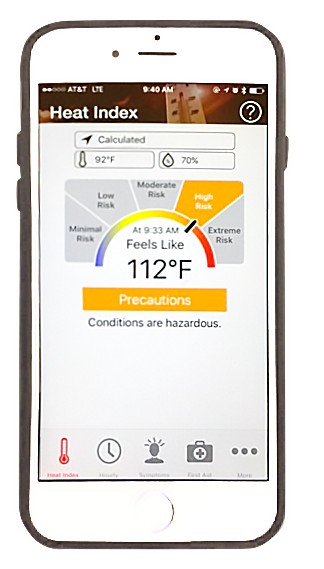 AT&T LTE 9:40 AM
Heat Index ?
Calculated
92°F 70%
Minimal Risk
Low Risk
Moderate Risk
High Risk
Extreme Risk
At 9:33 AM
Feels Like
112°F
Precautions
Conditions are hazardous.
Heat Index Hourly Symptoms First Aid More